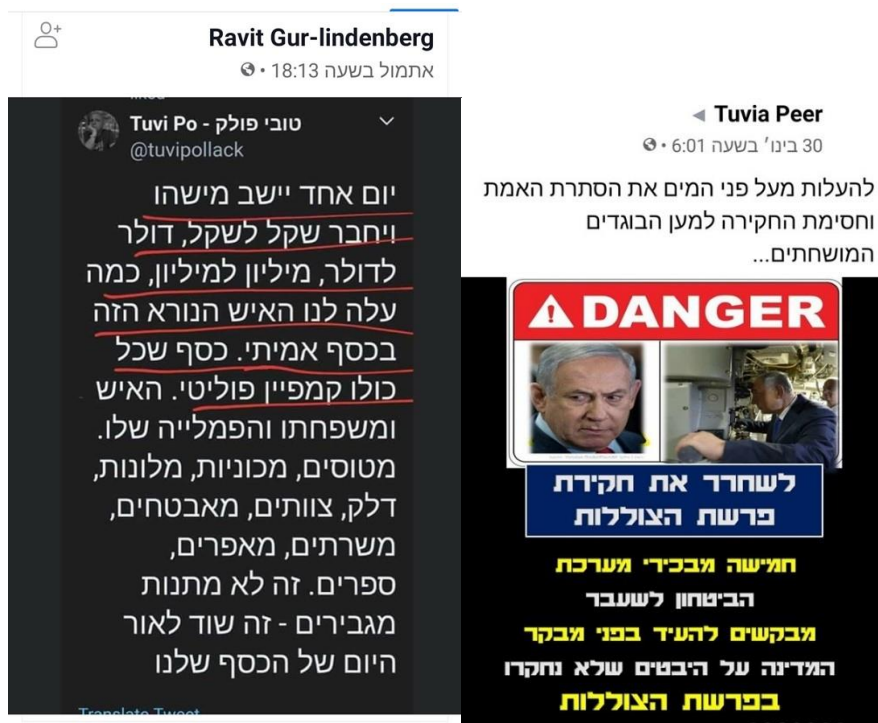 Ravit Gur-lindenberg
אתמול בשעה 18:13
טובי פולק - Tuvi Po
@tuvipollack
יום אחד יישב מישהו
ויחבר שקל לשקל, דולר
לדולר, מיליון למיליון, כמה
עלה לנו האיש הנורא הזה
בכסף אמיתי. כסף שכל
כולו קמפיין פוליטי. האיש
ומשפחתו והפמלייה שלו.
מטוסים, מכוניות, מלונות,
דלק, צוותים, מאבטחים,
משרתים, מאפרים,
ספרים. זה לא מתנות
מגבירים - זה שוד לאור
היום של הכסף שלנו
Translate Tweet
Tuvia Peer
30 בינו׳ בשעה 6:01
להעלות מעל פני המים את הסתרת האמת
וחסימת החקירה למען הבוגדים
המושחתים...
DANGER
לשחרר את חקירת
פרשת הצוללות
חמישה מבכירי מערכת
הביטחון לשעבר
מבקשים להעיד בפני מבקר
המדינה על היבטים שלא נחקרו
בפרשת הצוללות